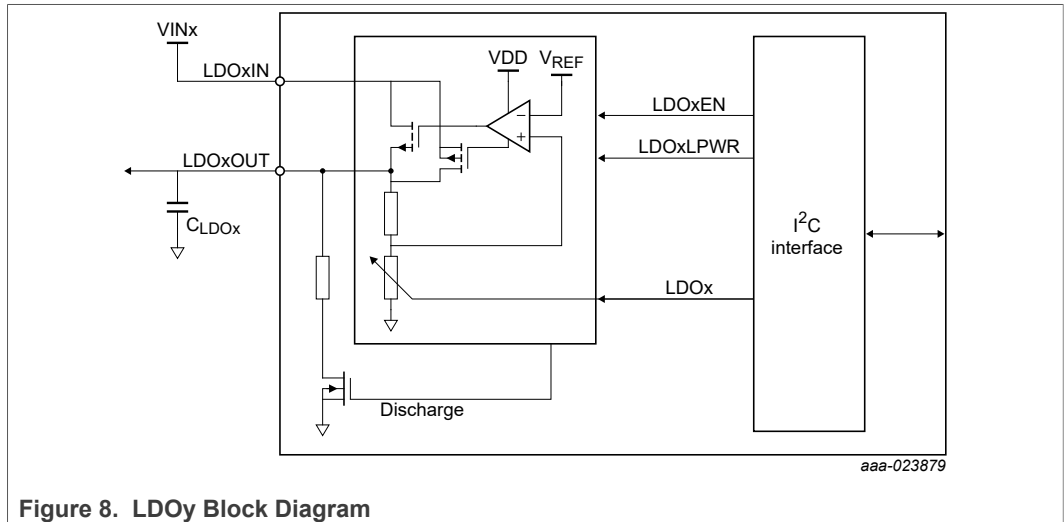 VINx
LDOxIN
VDD
VREF
−
+
LDOxEN
LDOxLPWR
LDOxOUT
CLDOx
I2C
interface
LDOx
Discharge
aaa-023879
Figure 8. LDOy Block Diagram